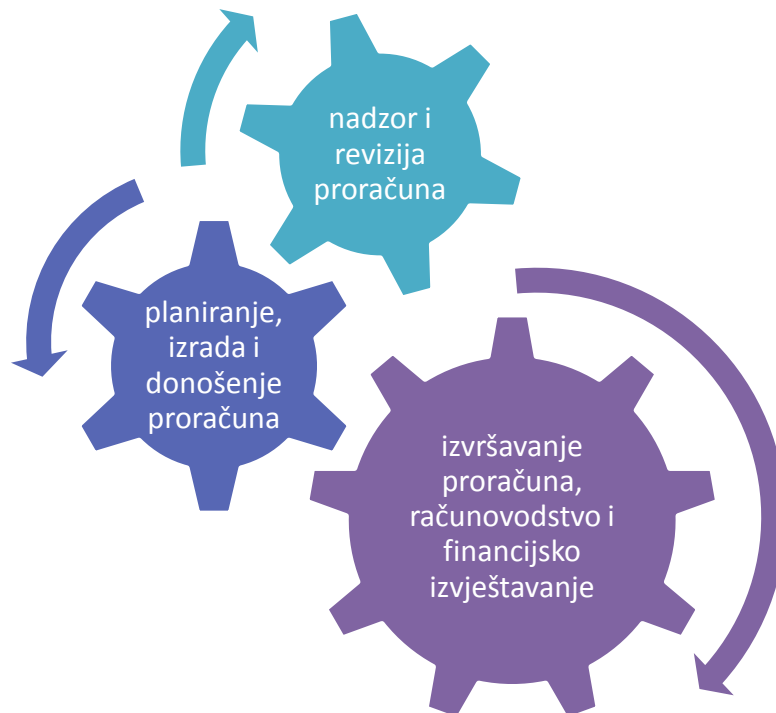 nadzor i
revizija
proračuna
planiranje,
izrada i
donošenje
proračuna
izvršavanje
proračuna,
računovodstvo i
financijsko
izvještavanje